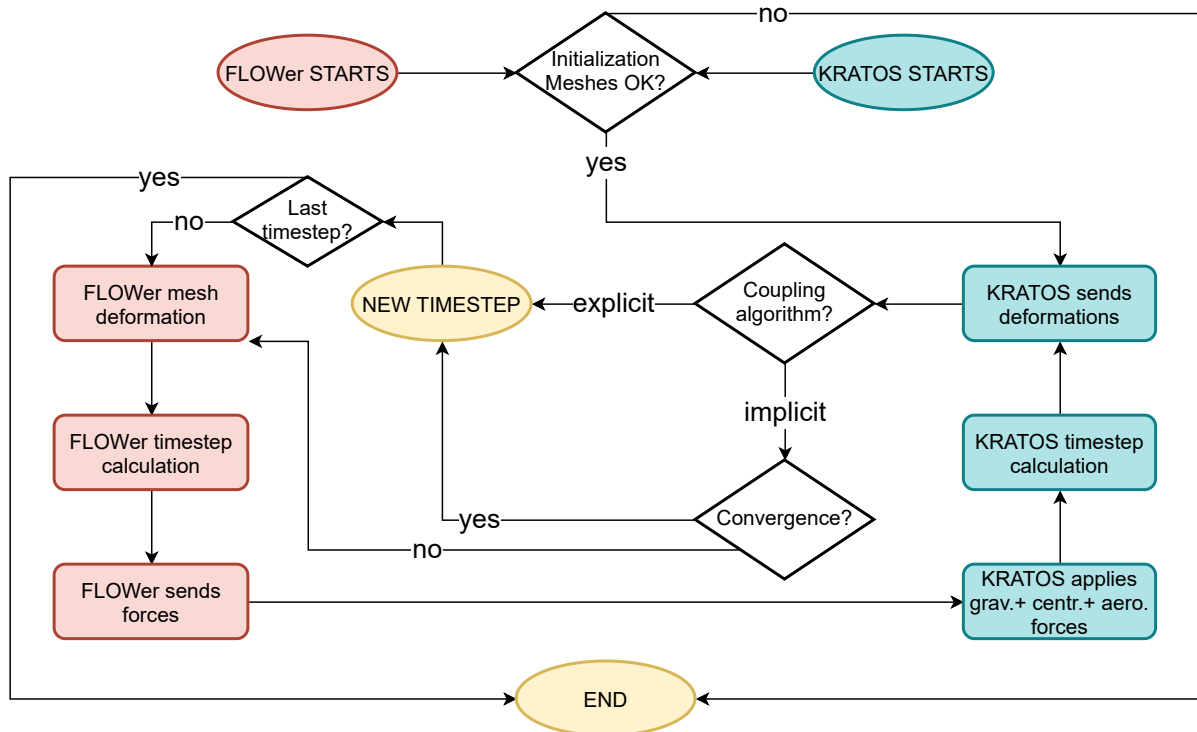 no
FLOWer STARTS
Initialization
Meshes OK?
KRATOS STARTS
yes
yes
Last
timestep?
no
FLOWer mesh
deformation
NEW TIMESTEP
explicit
Coupling
algorithm?
KRATOS sends
deformations
implicit
FLOWer timestep
calculation
KRATOS timestep
calculation
yes
Convergence?
no
FLOWer sends
forces
KRATOS applies
grav.+ centr.+ aero.
forces
END